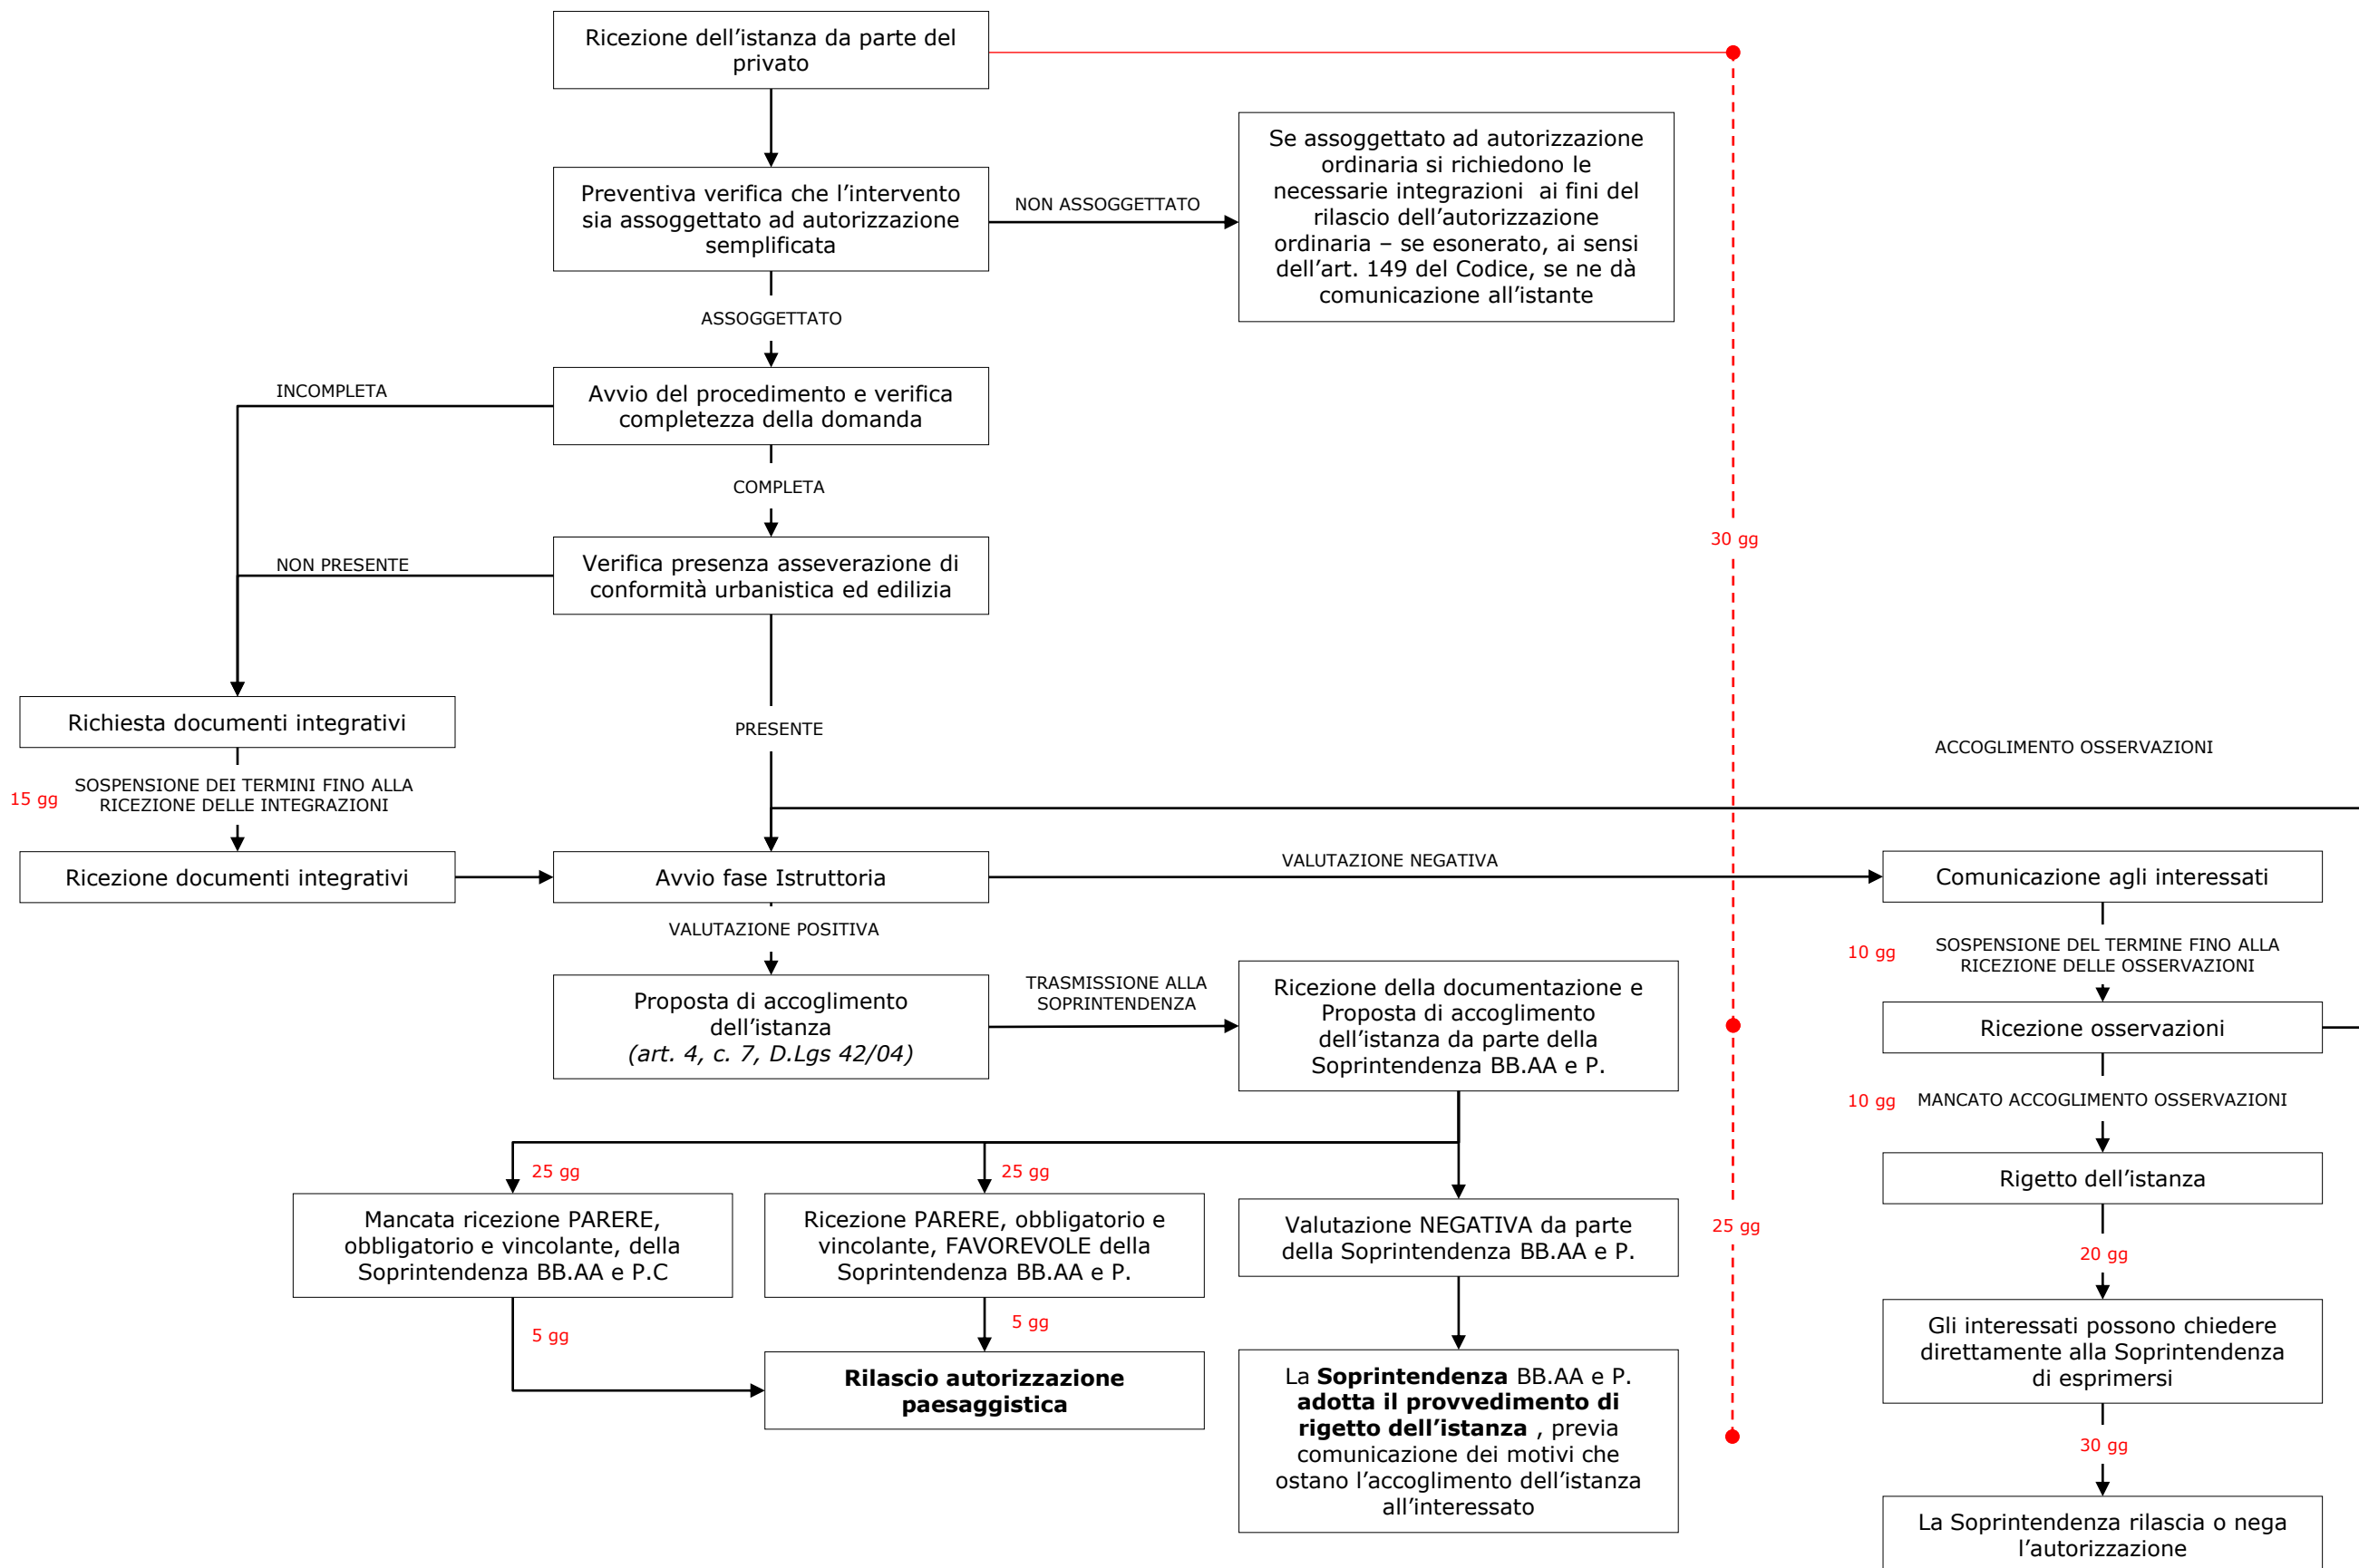 Ricezione dell’istanza da parte del
privato
Preventiva verifica che l’intervento
sia assoggettato ad autorizzazione
semplificata
NON ASSOGGETTATO
Se assoggettato ad autorizzazione
ordinaria si richiedono le
necessarie integrazioni  ai fini del
rilascio dell’autorizzazione
ordinaria – se esonerato, ai sensi
dell’art. 149 del Codice, se ne dà
comunicazione all’istante
ASSOGGETTATO
INCOMPLETA
Avvio del procedimento e verifica
completezza della domanda
COMPLETA
30 gg
NON PRESENTE
Verifica presenza asseverazione di
conformità urbanistica ed edilizia
Richiesta documenti integrativi
PRESENTE
ACCOGLIMENTO OSSERVAZIONI
15 gg
SOSPENSIONE DEI TERMINI FINO ALLA
RICEZIONE DELLE INTEGRAZIONI
Ricezione documenti integrativi
Avvio fase Istruttoria
VALUTAZIONE NEGATIVA
Comunicazione agli interessati
VALUTAZIONE POSITIVA
10 gg
SOSPENSIONE DEL TERMINE FINO ALLA
RICEZIONE DELLE OSSERVAZIONI
Proposta di accoglimento
dell’istanza
(art. 4, c. 7, D.Lgs 42/04)
TRASMISSIONE ALLA
SOPRINTENDENZA
Ricezione della documentazione e
Proposta di accoglimento
dell’istanza da parte della
Soprintendenza BB.AA e P.
Ricezione osservazioni
10 gg
MANCATO ACCOGLIMENTO OSSERVAZIONI
25 gg
25 gg
Rigetto dell’istanza
Mancata ricezione PARERE,
obbligatorio e vincolante, della
Soprintendenza BB.AA e P.C
Ricezione PARERE, obbligatorio e
vincolante, FAVOREVOLE della
Soprintendenza BB.AA e P.
Valutazione NEGATIVA da parte
della Soprintendenza BB.AA e P.
25 gg
20 gg
5 gg
5 gg
Gli interessati possono chiedere
direttamente alla Soprintendenza
di esprimersi
Rilascio autorizzazione
paesaggistica
La Soprintendenza BB.AA e P.
adotta il provvedimento di
rigetto dell’istanza , previa
comunicazione dei motivi che
ostano l’accoglimento dell’istanza
all’interessato
30 gg
La Soprintendenza rilascia o nega
l’autorizzazione